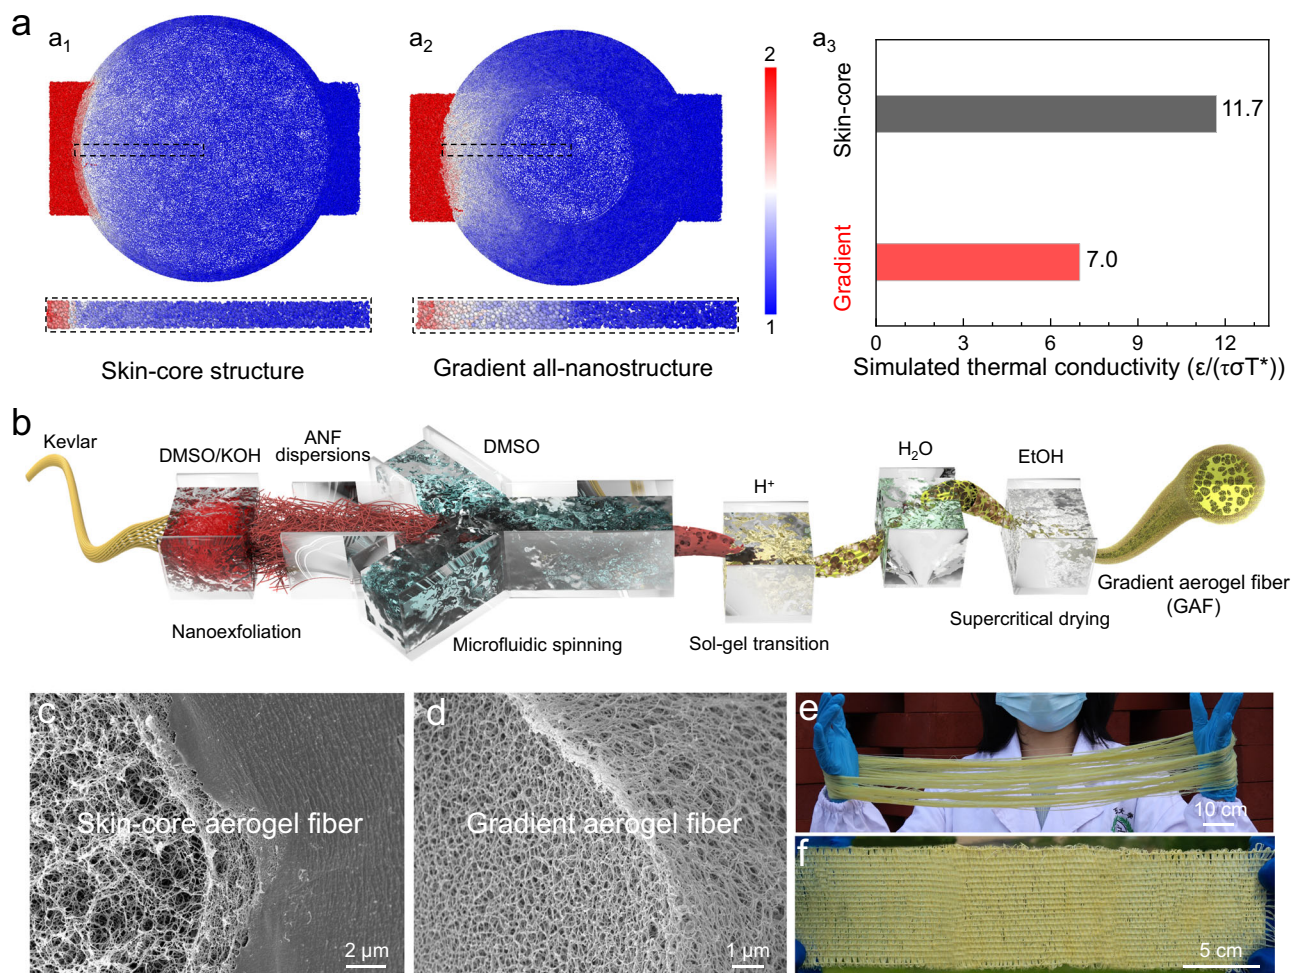 a
a1
a2
2
1
a3
Skin-core
11.7
Gradient
7.0
0 3 6 9 12
Simulated thermal conductivity (ε/(τσT*))
Skin-core structure
Gradient all-nanostructure
b
Kevlar
DMSO/KOH
ANF
dispersions
DMSO
H⁺
H₂O
EtOH
Nanoexfoliation
Microfluidic spinning
Sol-gel transition
Supercritical drying
Gradient aerogel fiber
(GAF)
c
Skin-core aerogel fiber
2 μm
d
Gradient aerogel fiber
1 μm
e
10 cm
f
5 cm